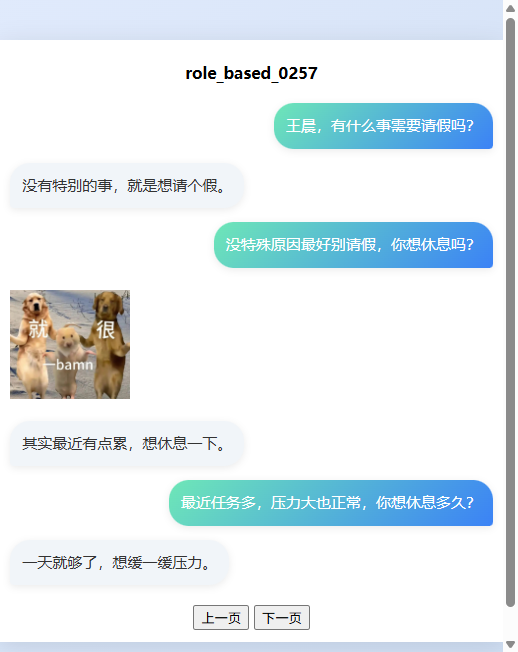 role_based_0257
王晨，有什么事需要请假吗？
没有特别的事，就是想请个假。
没特殊原因最好别请假，你想休息吗？
就 很
一bamn
其实最近有点累，想休息一下。
最近任务多，压力大也正常，你想休息多久？
一天就够了，想缓一缓压力。
上一页 下一页